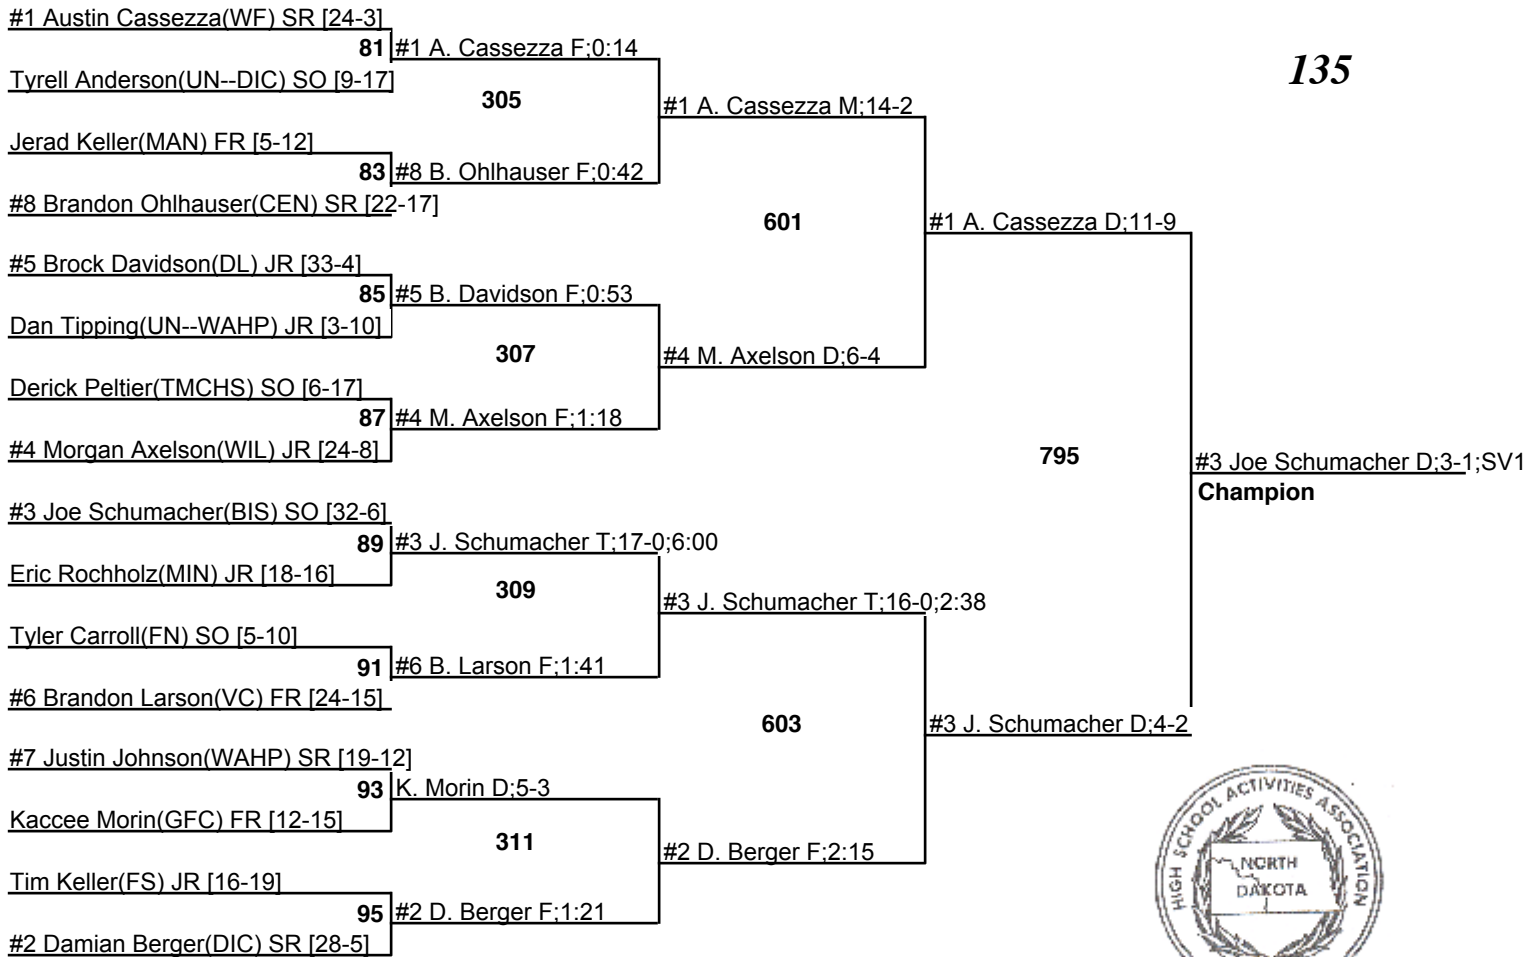 #1 Austin Cassezza(WF) SR [24-3]
81 #1 A. Cassezza F;0:14
135
Tyrell Anderson(UN--DIC) SO [9-17]
305
#1 A. Cassezza M;14-2
Jerad Keller(MAN) FR [5-12]
83 #8 B. Ohlhauser F;0:42
#8 Brandon Ohlhauser(CEN) SR [22-17]
601
#1 A. Cassezza D;11-9
#5 Brock Davidson(DL) JR [33-4]
85 #5 B. Davidson F;0:53
Dan Tipping(UN--WAHP) JR [3-10]
307
#4 M. Axelson D;6-4
Derick Peltier(TMCHS) SO [6-17]
87 #4 M. Axelson F;1:18
#4 Morgan Axelson(WIL) JR [24-8]
795
#3 Joe Schumacher D;3-1;SV1
Champion
#3 Joe Schumacher(BIS) SO [32-6]
89 #3 J. Schumacher T;17-0;6:00
Eric Rochholz(MIN) JR [18-16]
309
#3 J. Schumacher T;16-0;2:38
Tyler Carroll(FN) SO [5-10]
91 #6 B. Larson F;1:41
#6 Brandon Larson(VC) FR [24-15]
603
#3 J. Schumacher D;4-2
#7 Justin Johnson(WAHP) SR [19-12]
93 K. Morin D;5-3
Kaccee Morin(GFC) FR [12-15]
311
#2 D. Berger F;2:15
Tim Keller(FS) JR [16-19]
95 #2 D. Berger F;1:21
#2 Damian Berger(DIC) SR [28-5]
HIGH SCHOOL ACTIVITIES ASSOCIATION
NORTH
DAKOTA